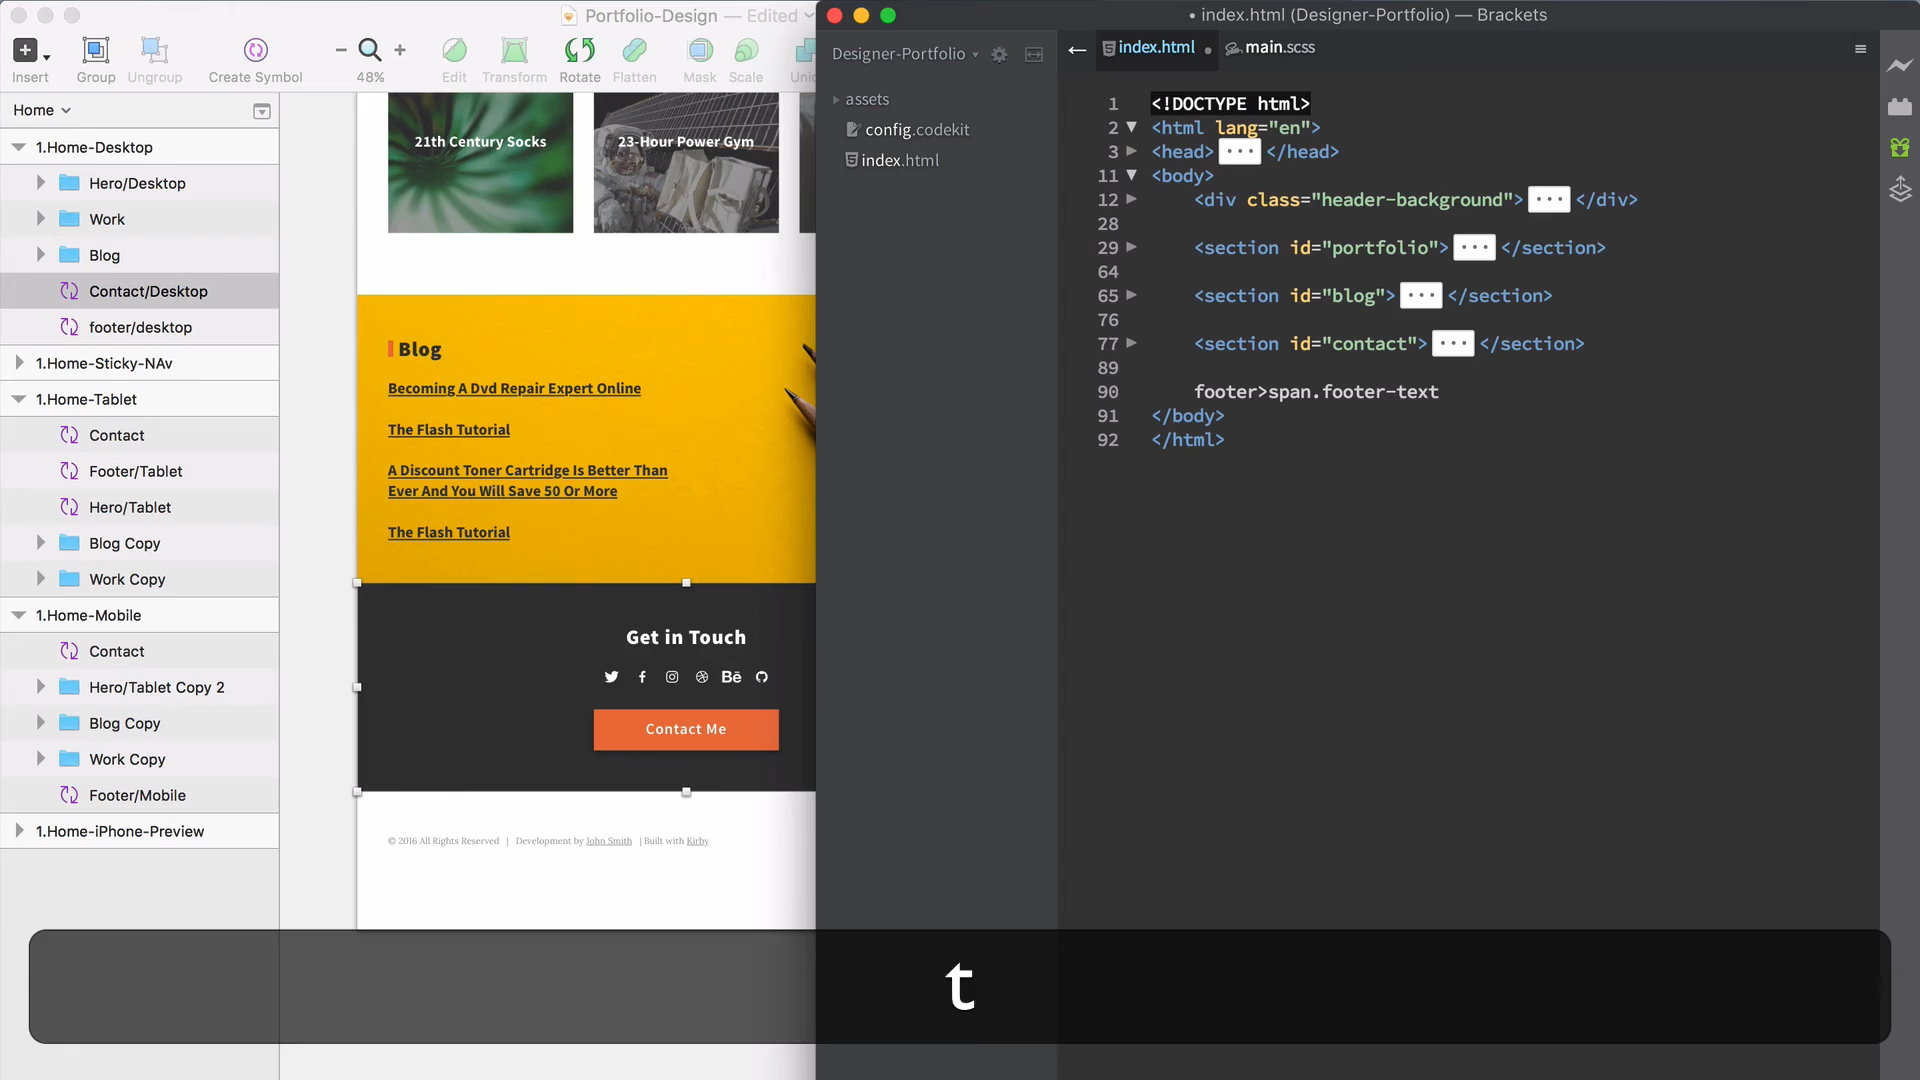 Portfolio-Design — Edited
Insert
Group
Ungroup
Create Symbol
48%
Edit
Transform
Rotate
Flatten
Mask
Scale
Home
1.Home-Desktop
Hero/Desktop
Work
Blog
Contact/Desktop
footer/desktop
1.Home-Sticky-NAv
1.Home-Tablet
Contact
Footer/Tablet
Hero/Tablet
Blog Copy
Work Copy
1.Home-Mobile
Contact
Hero/Tablet Copy 2
Blog Copy
Work Copy
Footer/Mobile
1.Home-iPhone-Preview
21th Century Socks
23-Hour Power Gym
Blog
Becoming A Dvd Repair Expert Online
The Flash Tutorial
A Discount Toner Cartridge Is Better Than
Ever And You Will Save 50 Or More
The Flash Tutorial
Get in Touch
Bē
Contact Me
© 2016 All Rights Reserved | Development by John Smith | Built with Kirby
• index.html (Designer-Portfolio) — Brackets
Designer-Portfolio
assets
config.codekit
index.html
index.html •
main.scss
1 <!DOCTYPE html>
2 <html lang="en">
3 <head> ... </head>
11 <body>
12 <div class="header-background"> ... </div>
28
29 <section id="portfolio"> ... </section>
64
65 <section id="blog"> ... </section>
76
77 <section id="contact"> ... </section>
89
90 footer>span.footer-text
91 </body>
92 </html>
t